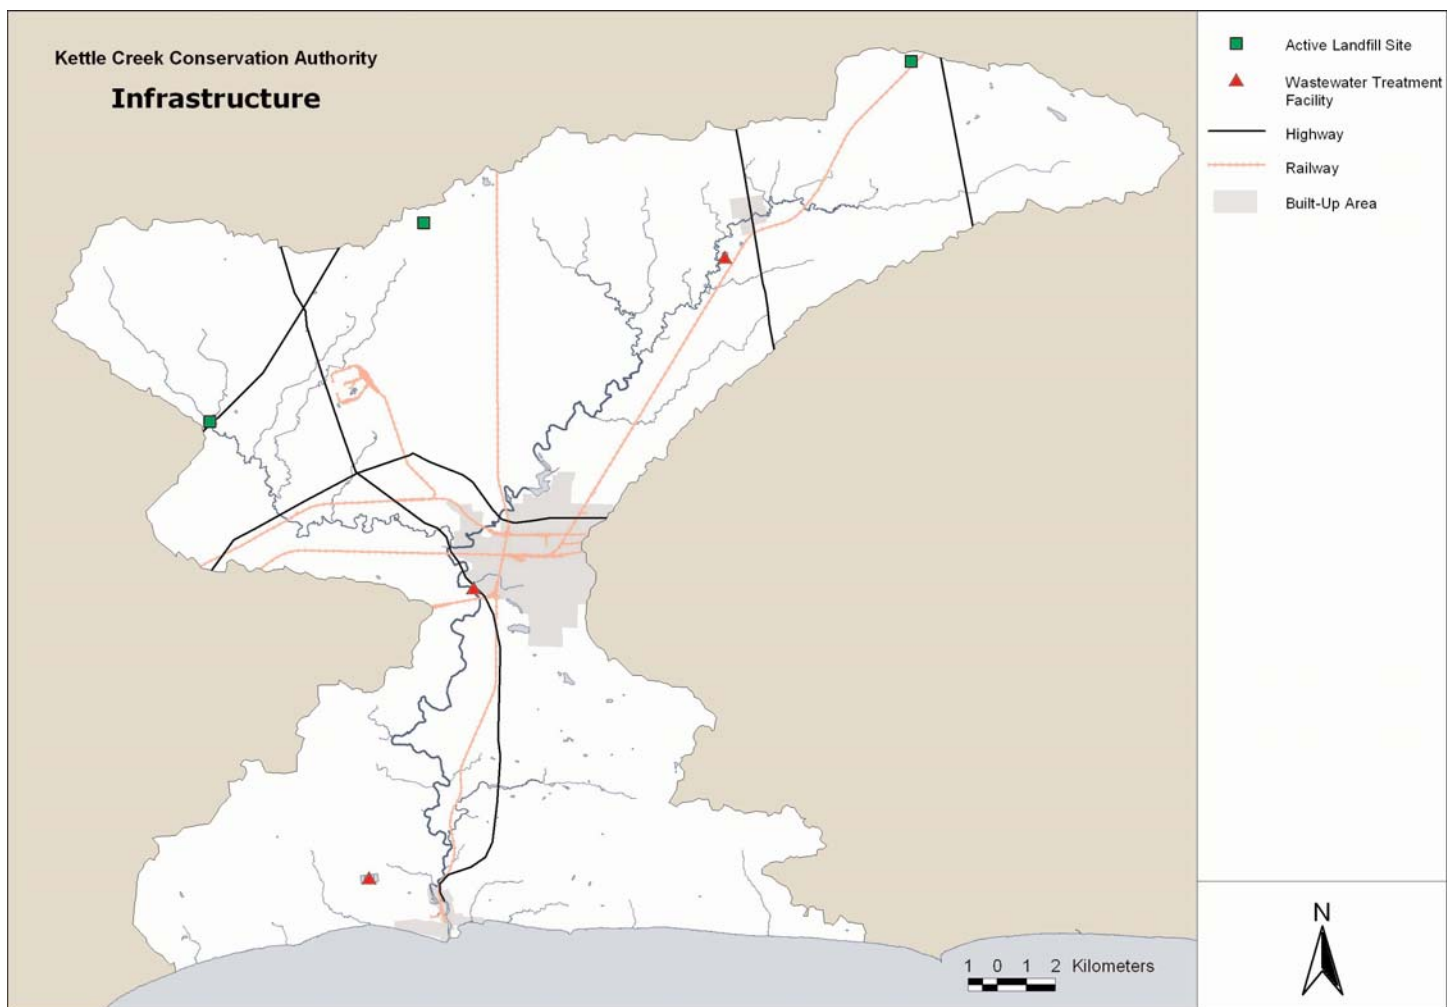 Kettle Creek Conservation Authority
Infrastructure
Active Landfill Site
Wastewater Treatment
Facility
Highway
Railway
Built-Up Area
N
1 0 1 2 Kilometers